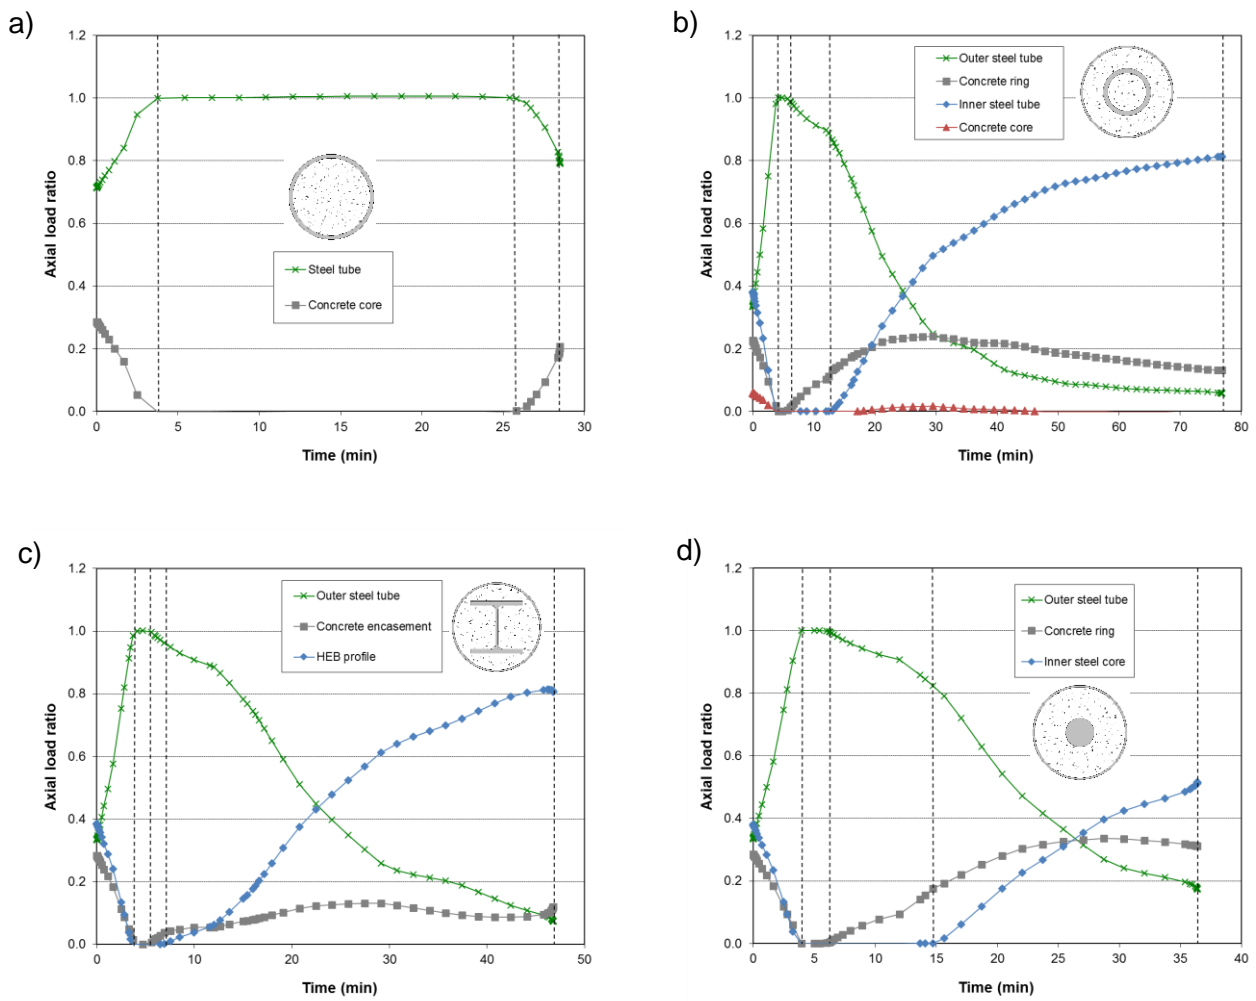 a)
1.2
1.0
0.8
0.6
0.4
0.2
0.0
Axial load ratio
Steel tube
Concrete core
0
5
10
15
20
25
30
Time (min)
b)
1.2
1.0
0.8
0.6
0.4
0.2
0.0
Axial load ratio
Outer steel tube
Concrete ring
Inner steel tube
Concrete core
0
10
20
30
40
50
60
70
80
Time (min)
c)
1.2
1.0
0.8
0.6
0.4
0.2
0.0
Axial load ratio
Outer steel tube
Concrete encasement
HEB profile
0
10
20
30
40
50
Time (min)
d)
1.2
1.0
0.8
0.6
0.4
0.2
0.0
Axial load ratio
Outer steel tube
Concrete ring
Inner steel core
0
5
10
15
20
25
30
35
40
Time (min)